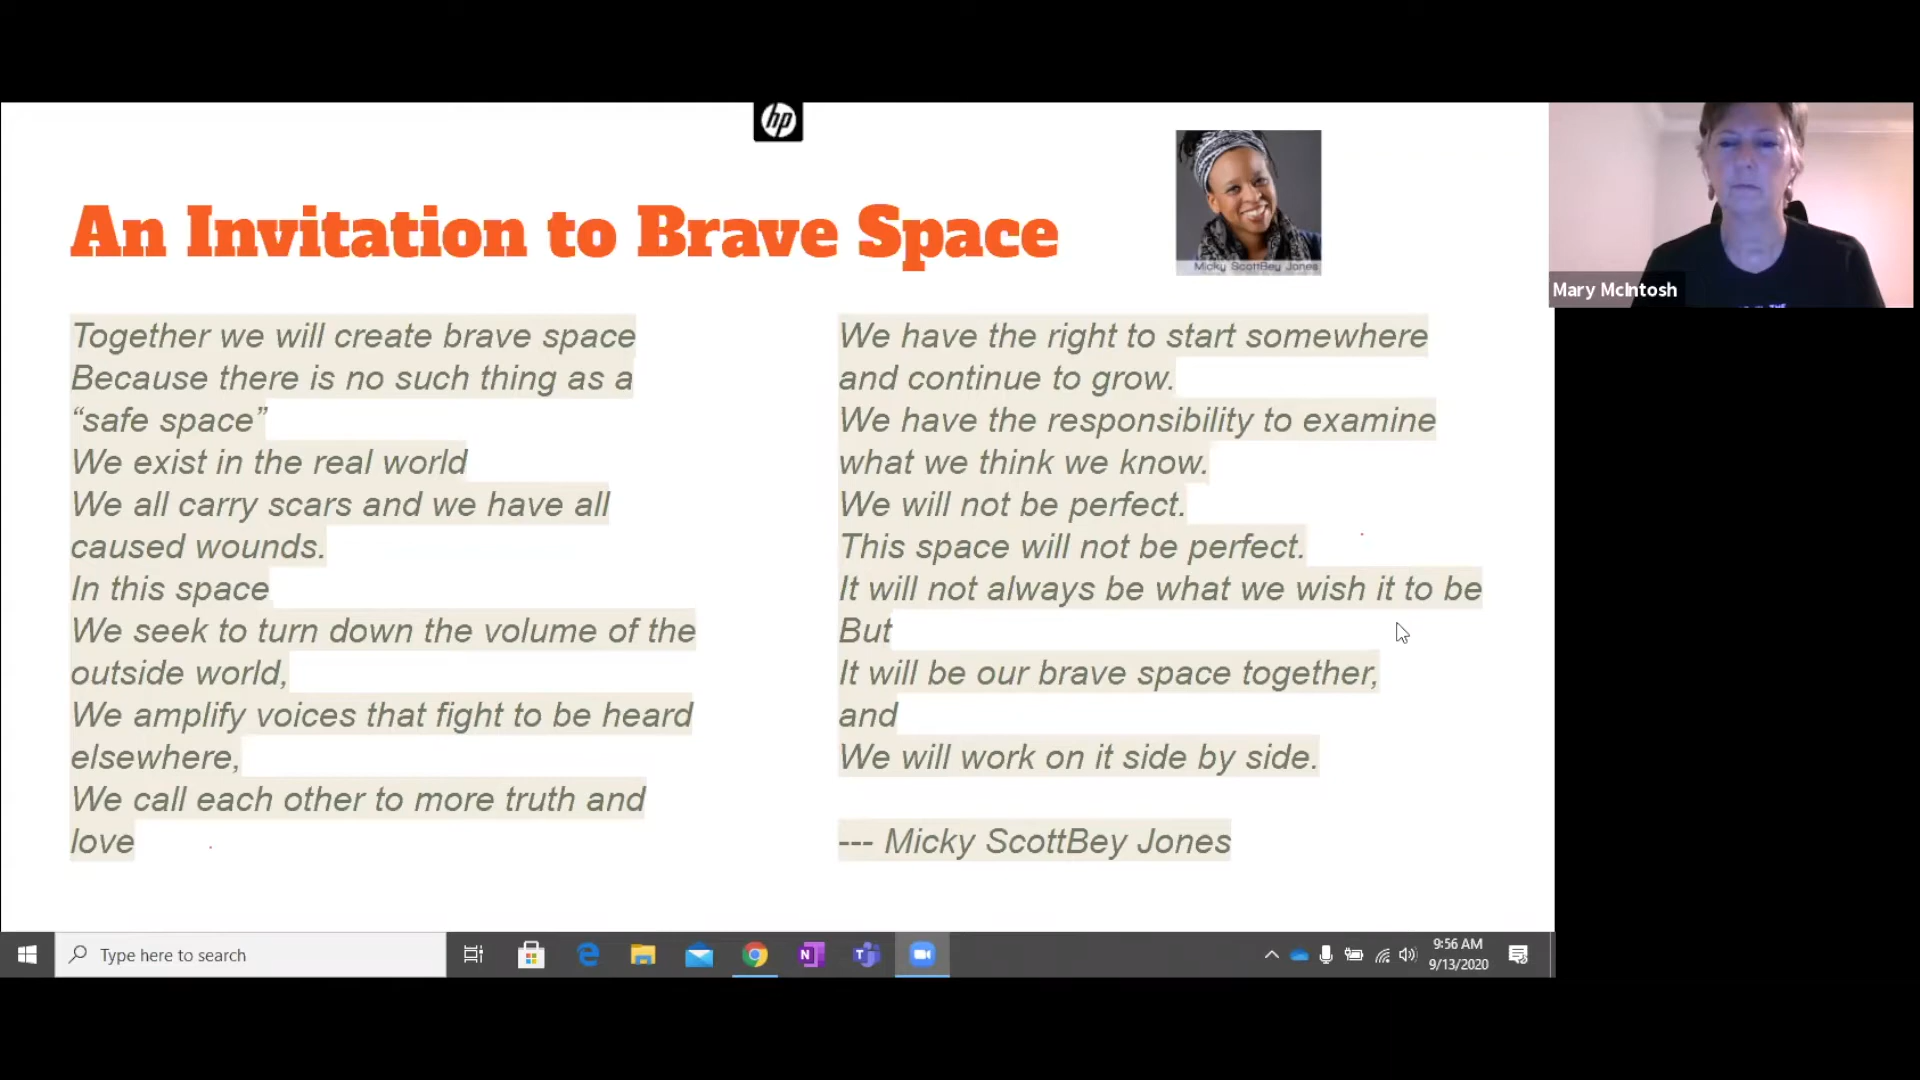 hp
An Invitation to Brave Space
Micky ScottBey Jones
Mary McIntosh
Together we will create brave space
Because there is no such thing as a
“safe space”
We exist in the real world
We all carry scars and we have all
caused wounds.
In this space
We seek to turn down the volume of the
outside world,
We amplify voices that fight to be heard
elsewhere,
We call each other to more truth and
love
We have the right to start somewhere
and continue to grow.
We have the responsibility to examine
what we think we know.
We will not be perfect.
This space will not be perfect.
It will not always be what we wish it to be
But
It will be our brave space together,
and
We will work on it side by side.
--- Micky ScottBey Jones
Type here to search
9:56 AM
9/13/2020